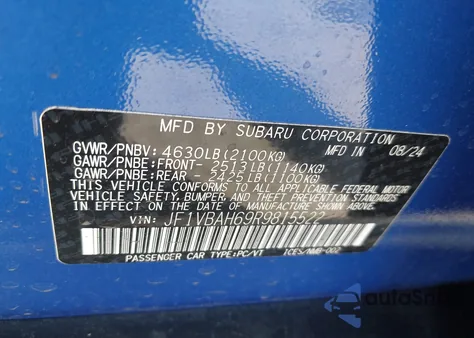 MFD BY SUBARU CORPORATION
GVWR/PNBV: 4630LB(2100KG) MFD IN 08/24
GAWR/PNBE:FRONT- 2513LB(1140KG)
GAWR/PNBE:REAR 2425LB(1100KG)
THIS VEHICLE CONFORMS TO ALL APPLICABLE FEDERAL MOTOR
VEHICLE SAFETY, BUMPER, AND THEFT PREVENTION STANDARDS
IN EFFECT ON THE DATE OF MANUFACTURE SHOWN ABOVE.
VIN: JF1VBAH69R9815522
PASSENGER CAR TYPE:PC/VT